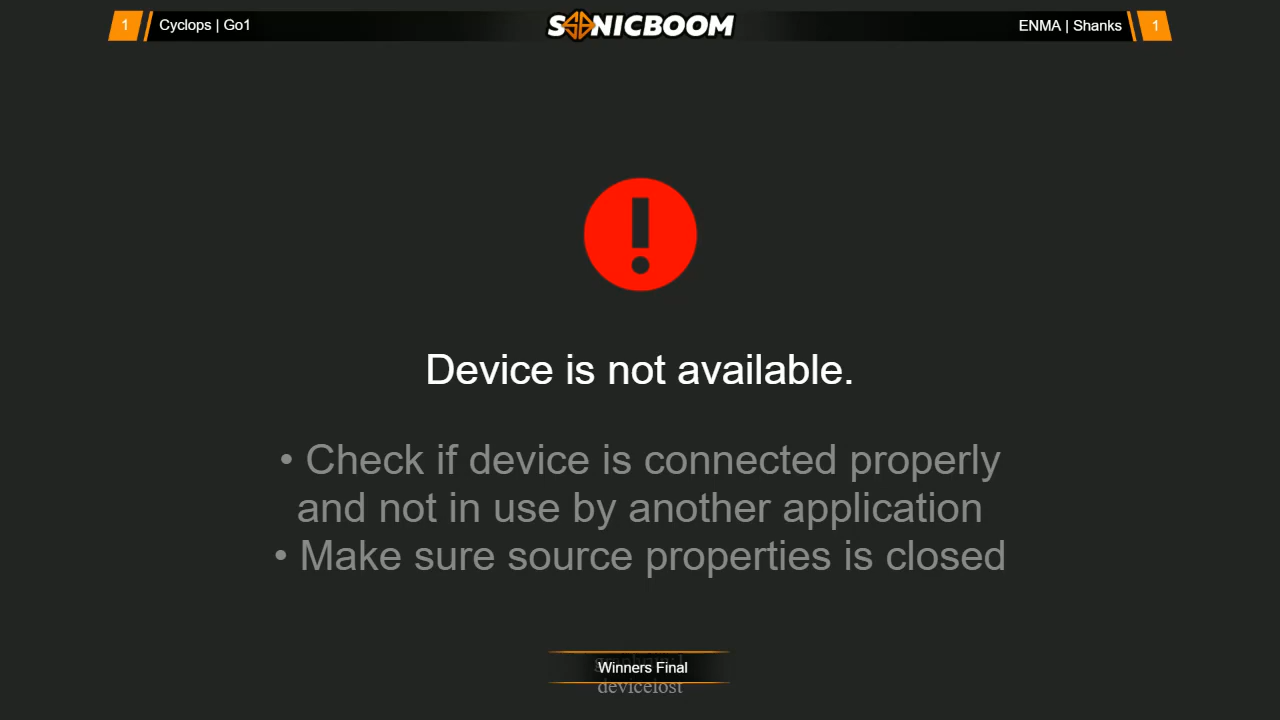 1 Cyclops | Go1 SONICBOOM ENMA | Shanks 1
Device is not available.
• Check if device is connected properly
and not in use by another application
• Make sure source properties is closed
Winners Final
devicelost